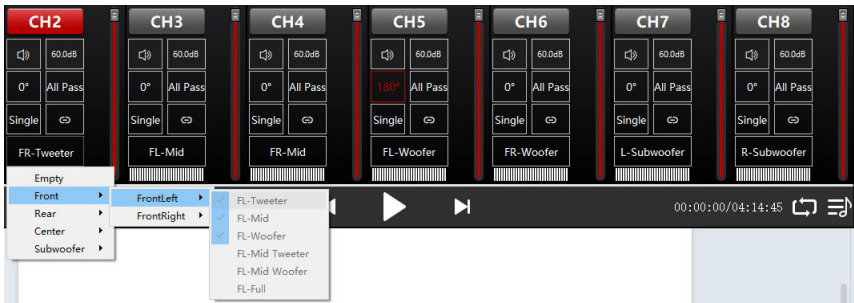 CH2 CH3 CH4 CH5 CH6 CH7 CH8
60.0dB 60.0dB 60.0dB 60.0dB 60.0dB 60.0dB 60.0dB
0° All Pass 0° All Pass 0° All Pass 180° All Pass 0° All Pass 0° All Pass 0° All Pass
Single Single Single Single Single Single Single
FR-Tweeter FL-Mid FR-Mid FL-Woofer FR-Woofer L-Subwoofer R-Subwoofer
Empty
Front
Rear
Center
Subwoofer
FrontLeft
FrontRight
FL-Tweeter
FL-Mid
FL-Woofer
FL-Mid Tweeter
FL-Mid Woofer
FL-Full
00:00:00/04:14:45